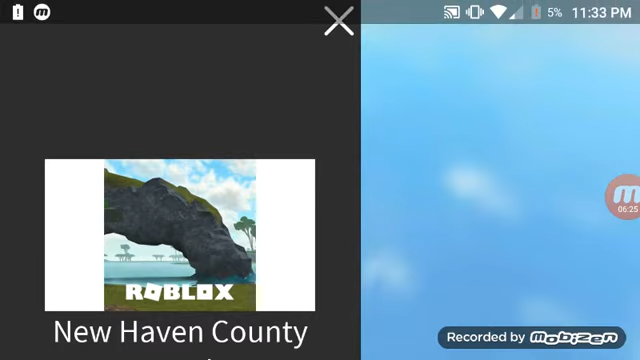 5% 11:33 PM
ROBLOX
06:25
New Haven County
Recorded by mobizen